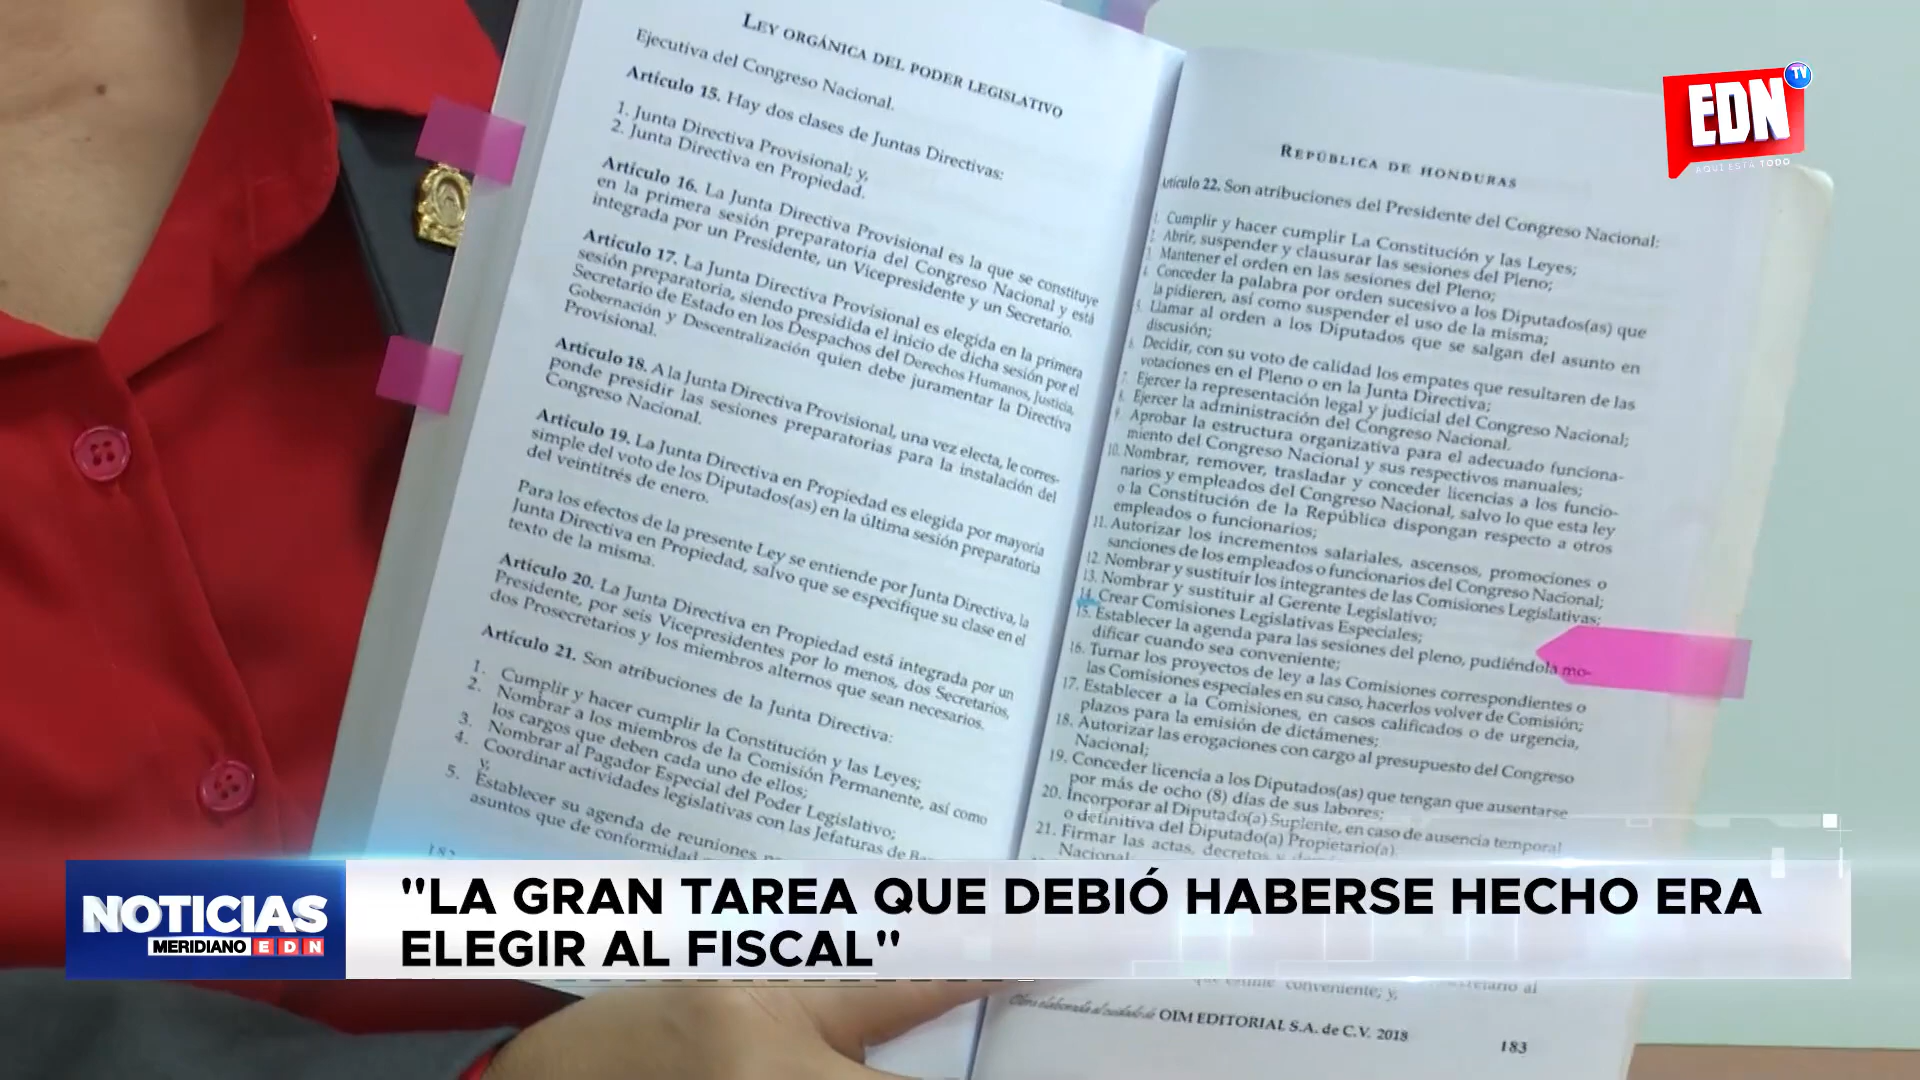 LEY ORGÁNICA DEL PODER LEGISLATIVO
Ejecutiva del Congreso Nacional.
Artículo 15. Hay dos clases de Juntas Directivas:
1. Junta Directiva Provisional; y,
2. Junta Directiva en Propiedad.
Artículo 16. La Junta Directiva Provisional es la que se constituye
en la primera sesión preparatoria del Congreso Nacional y está
integrada por un Presidente, un Vicepresidente y un Secretario.
Artículo 17. La Junta Directiva Provisional es elegida en la primera
sesión preparatoria, siendo presidida el inicio de dicha sesión por el
Secretario de Estado en los Despachos del Derechos Humanos, Justicia,
Gobernación y Descentralización quien debe juramentar la Directiva
Provisional.
Artículo 18. A la Junta Directiva Provisional, una vez electa, le corres-
ponde presidir las sesiones preparatorias para la instalación del
Congreso Nacional.
Artículo 19. La Junta Directiva en Propiedad es elegida por mayoría
simple del voto de los Diputados(as) en la última sesión preparatoria
del veintitrés de enero.
Para los efectos de la presente Ley se entiende por Junta Directiva, la
Junta Directiva en Propiedad, salvo que se especifique su clase en el
texto de la misma.
Artículo 20. La Junta Directiva en Propiedad está integrada por un
Presidente, por seis Vicepresidentes por lo menos, dos Secretarios,
dos Prosecretarios y los miembros alternos que sean necesarios.
Artículo 21. Son atribuciones de la Junta Directiva:
1. Cumplir y hacer cumplir la Constitución y las Leyes;
2. Nombrar a los miembros de la Comisión Permanente, así como
los cargos que deben cada uno de ellos;
3. Nombrar al Pagador Especial del Poder Legislativo;
4. Coordinar actividades legislativas con las Jefaturas de
y,
5. Establecer su agenda de reuniones
asuntos que de conformidad
182
REPÚBLICA DE HONDURAS
Artículo 22. Son atribuciones del Presidente del Congreso Nacional:
1. Cumplir y hacer cumplir La Constitución y las Leyes;
2. Abrir, suspender y clausurar las sesiones del Pleno;
3. Mantener el orden en las sesiones del Pleno;
4. Conceder la palabra por orden sucesivo a los Diputados(as) que
la pidieren, así como suspender el uso de la misma;
5. Llamar al orden a los Diputados que se salgan del asunto en
discusión;
6. Decidir, con su voto de calidad los empates que resultaren de las
votaciones en el Pleno o en la Junta Directiva;
7. Ejercer la representación legal y judicial del Congreso Nacional;
8. Ejercer la administración del Congreso Nacional.
9. Aprobar la estructura organizativa para el adecuado funciona-
miento del Congreso Nacional y sus respectivos manuales;
10. Nombrar, remover, trasladar y conceder licencias a los funcio-
narios y empleados del Congreso Nacional, salvo lo que esta ley
o la Constitución de la República dispongan respecto a otros
empleados o funcionarios;
11. Autorizar los incrementos salariales, ascensos, promociones o
sanciones de los empleados o funcionarios del Congreso Nacional;
12. Nombrar y sustituir los integrantes de las Comisiones Legislativas;
13. Nombrar y sustituir al Gerente Legislativo;
14. Crear Comisiones Legislativas Especiales;
15. Establecer la agenda para las sesiones del pleno, pudiéndola mo-
dificar cuando sea conveniente;
16. Turnar los proyectos de ley a las Comisiones correspondientes o
las Comisiones especiales en su caso, hacerlos volver de Comisión;
17. Establecer a la Comisiones, en casos calificados o de urgencia,
plazos para la emisión de dictámenes;
18. Autorizar las erogaciones con cargo al presupuesto del Congreso
Nacional;
19. Conceder licencia a los Diputados(as) que tengan que ausentarse
por más de ocho (8) días de sus labores;
20. Incorporar al Diputado(a) Suplente, en caso de ausencia temporal
o definitiva del Diputado(a) Propietario(a);
21. Firmar las actas, decretos y
Nacional;
conveniente; y,
Obra elaborada al cuidado de OIM EDITORIAL S.A. de C.V. 2018
183
EDN TV
AQUÍ ESTÁ TODO
NOTICIAS
MERIDIANO EDN
"LA GRAN TAREA QUE DEBIÓ HABERSE HECHO ERA
ELEGIR AL FISCAL"